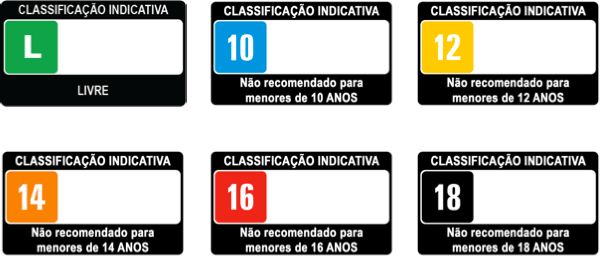 CLASSIFICAÇÃO INDICATIVA
L
LIVRE
CLASSIFICAÇÃO INDICATIVA
10
Não recomendado para
menores de 10 ANOS
CLASSIFICAÇÃO INDICATIVA
12
Não recomendado para
menores de 12 ANOS
CLASSIFICAÇÃO INDICATIVA
14
Não recomendado para
menores de 14 ANOS
CLASSIFICAÇÃO INDICATIVA
16
Não recomendado para
menores de 16 ANOS
CLASSIFICAÇÃO INDICATIVA
18
Não recomendado para
menores de 18 ANOS